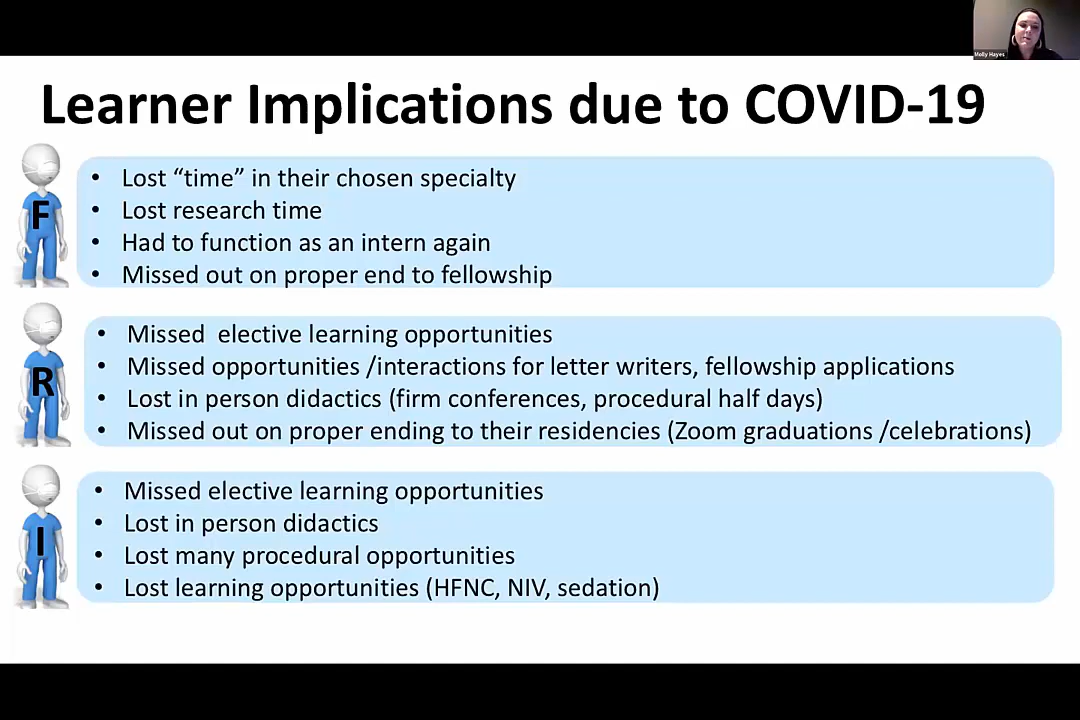 Molly Hayes
Learner Implications due to COVID-19
F
• Lost “time” in their chosen specialty
• Lost research time
• Had to function as an intern again
• Missed out on proper end to fellowship
R
• Missed  elective learning opportunities
• Missed opportunities /interactions for letter writers, fellowship applications
• Lost in person didactics (firm conferences, procedural half days)
• Missed out on proper ending to their residencies (Zoom graduations /celebrations)
I
• Missed elective learning opportunities
• Lost in person didactics
• Lost many procedural opportunities
• Lost learning opportunities (HFNC, NIV, sedation)